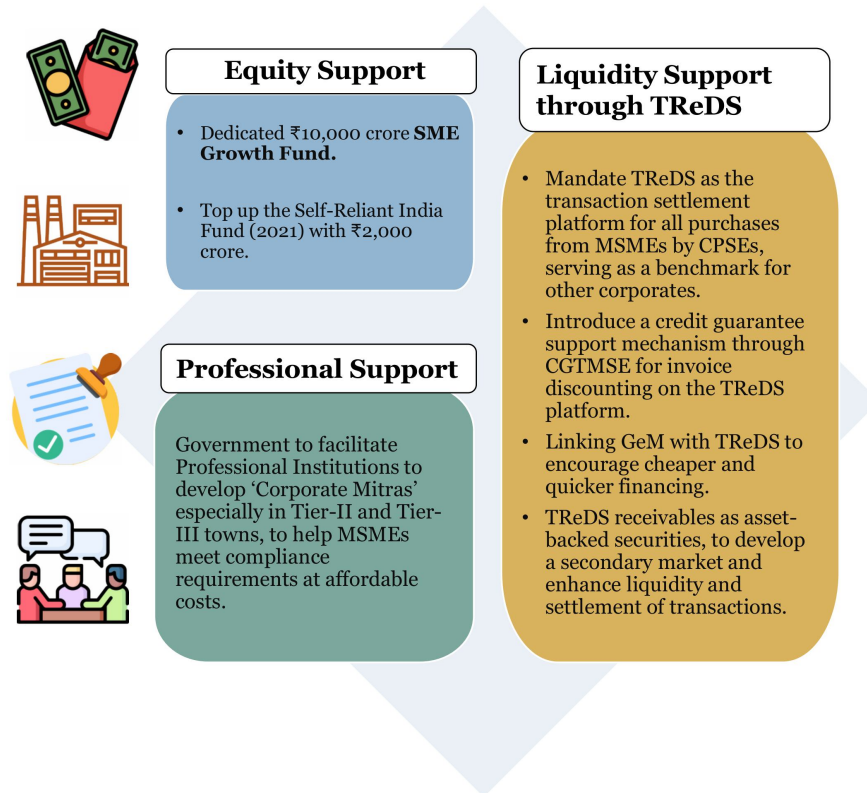 Equity Support
• Dedicated ₹10,000 crore SME
Growth Fund.
• Top up the Self-Reliant India
Fund (2021) with ₹2,000
crore.
Professional Support
Government to facilitate
Professional Institutions to
develop ‘Corporate Mitras’
especially in Tier-II and Tier-
III towns, to help MSMEs
meet compliance
requirements at affordable
costs.
Liquidity Support
through TReDS
• Mandate TReDS as the
transaction settlement
platform for all purchases
from MSMEs by CPSEs,
serving as a benchmark for
other corporates.
• Introduce a credit guarantee
support mechanism through
CGTMSE for invoice
discounting on the TReDS
platform.
• Linking GeM with TReDS to
encourage cheaper and
quicker financing.
• TReDS receivables as asset-
backed securities, to develop
a secondary market and
enhance liquidity and
settlement of transactions.